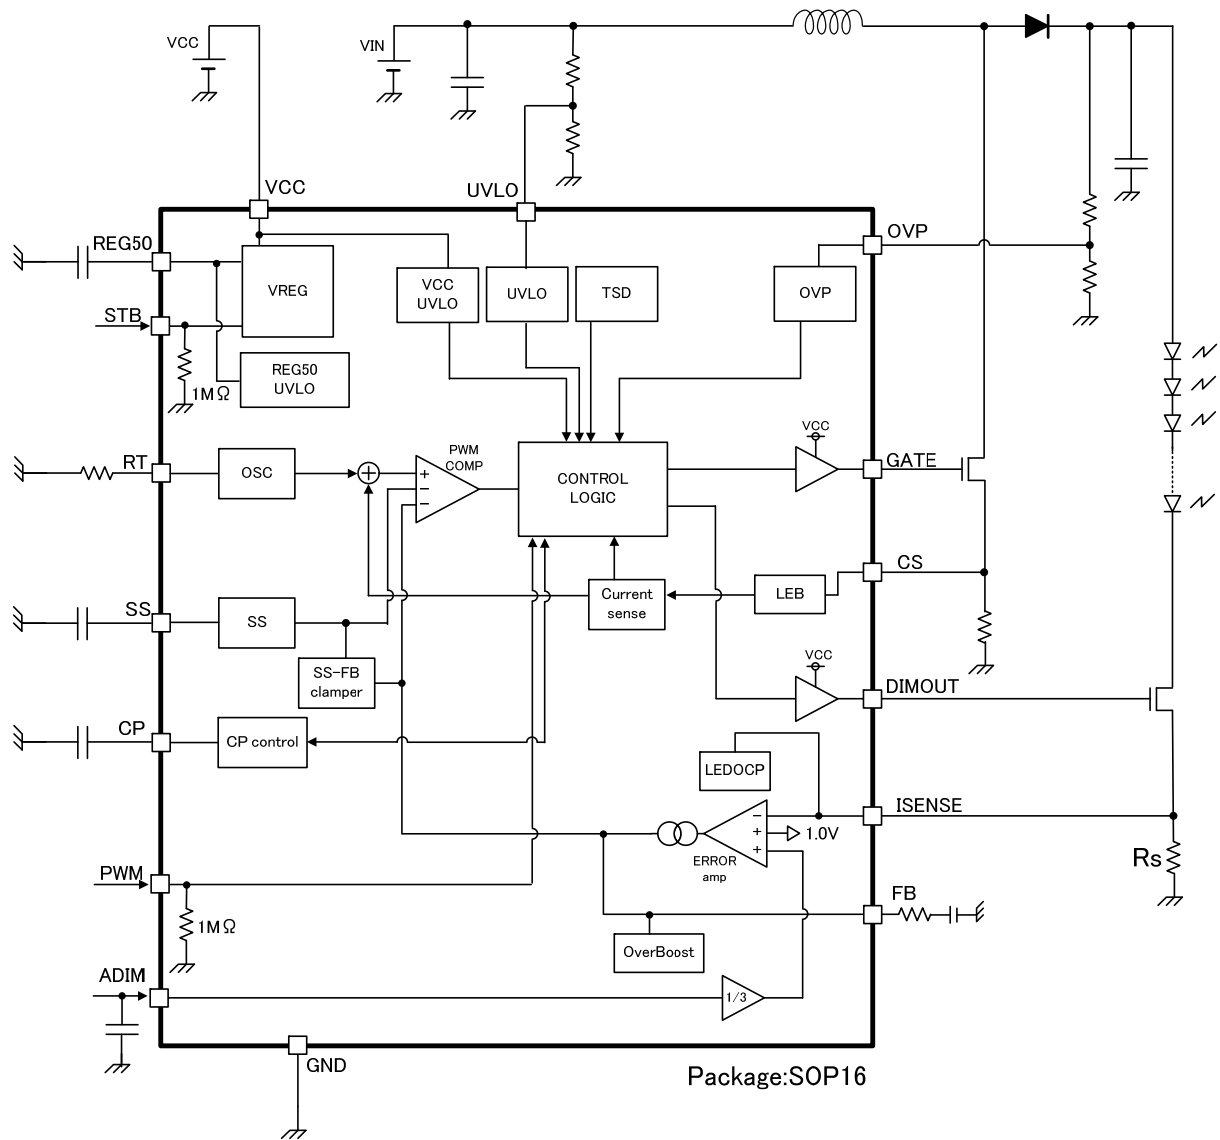 VCC
VIN
VCC
UVLO
REG50
OVP
VREG
VCC
UVLO
UVLO
TSD
OVP
STB
REG50
UVLO
1MΩ
VCC
RT
OSC
PWM
COMP
+
−
−
CONTROL
LOGIC
GATE
CS
LEB
Current
sense
SS
SS
SS-FB
clamper
VCC
DIMOUT
CP
CP control
LEDOCP
ISENSE
−
+
+
1.0V
ERROR
amp
Rs
PWM
FB
1MΩ
OverBoost
ADIM
1/3
GND
Package:SOP16